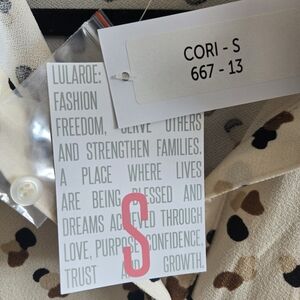 CORI - S
667 - 13
LULAROE:
FASHION
FREEDOM, SERVE OTHERS
AND STRENGTHEN FAMILIES.
A PLACE WHERE LIVES
ARE BEING BLESSED AND
DREAMS ACHIEVED THROUGH
LOVE, PURPOSE, CONFIDENCE,
TRUST AND GROWTH.
S